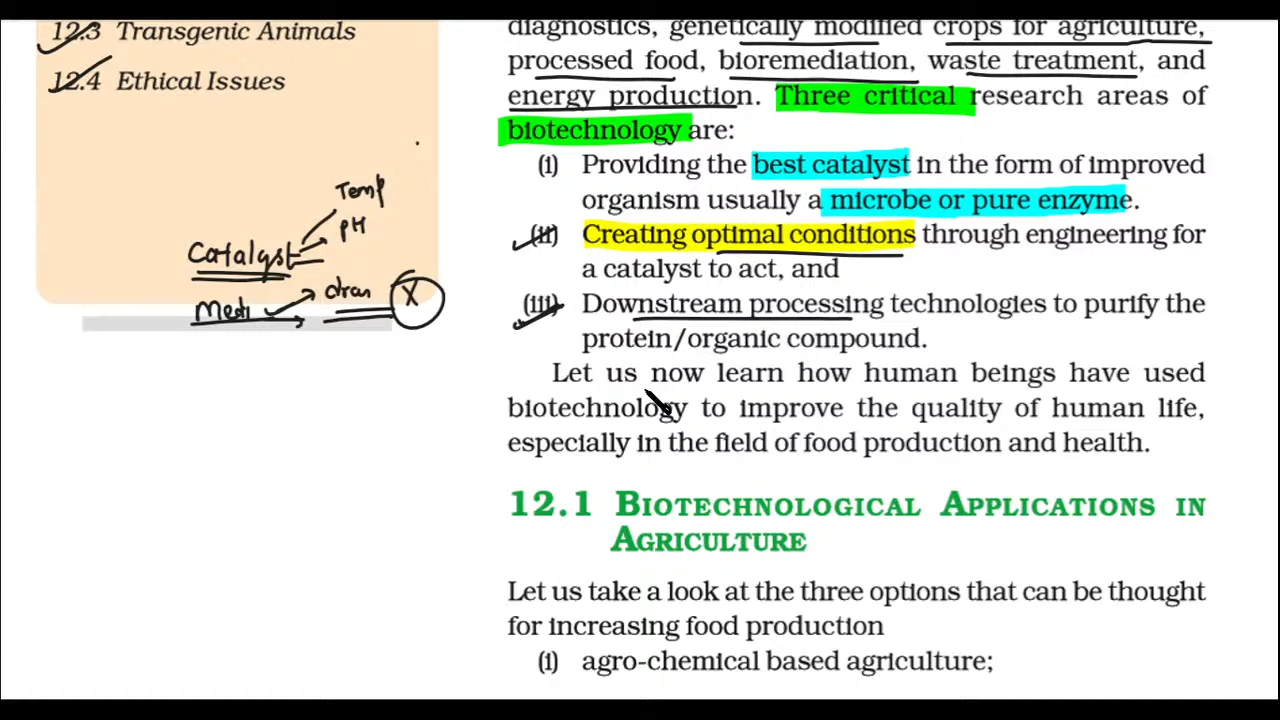 12.3 Transgenic Animals
12.4 Ethical Issues
Temp
PH
Catalyst
Medi
X
diagnostics, genetically modified crops for agriculture,
processed food, bioremediation, waste treatment, and
energy production. Three critical research areas of
biotechnology are:
(i) Providing the best catalyst in the form of improved
organism usually a microbe or pure enzyme.
(ii) Creating optimal conditions through engineering for
a catalyst to act, and
(iii) Downstream processing technologies to purify the
protein/organic compound.
Let us now learn how human beings have used
biotechnology to improve the quality of human life,
especially in the field of food production and health.
12.1 BIOTECHNOLOGICAL APPLICATIONS IN
AGRICULTURE
Let us take a look at the three options that can be thought
for increasing food production
(i) agro-chemical based agriculture;